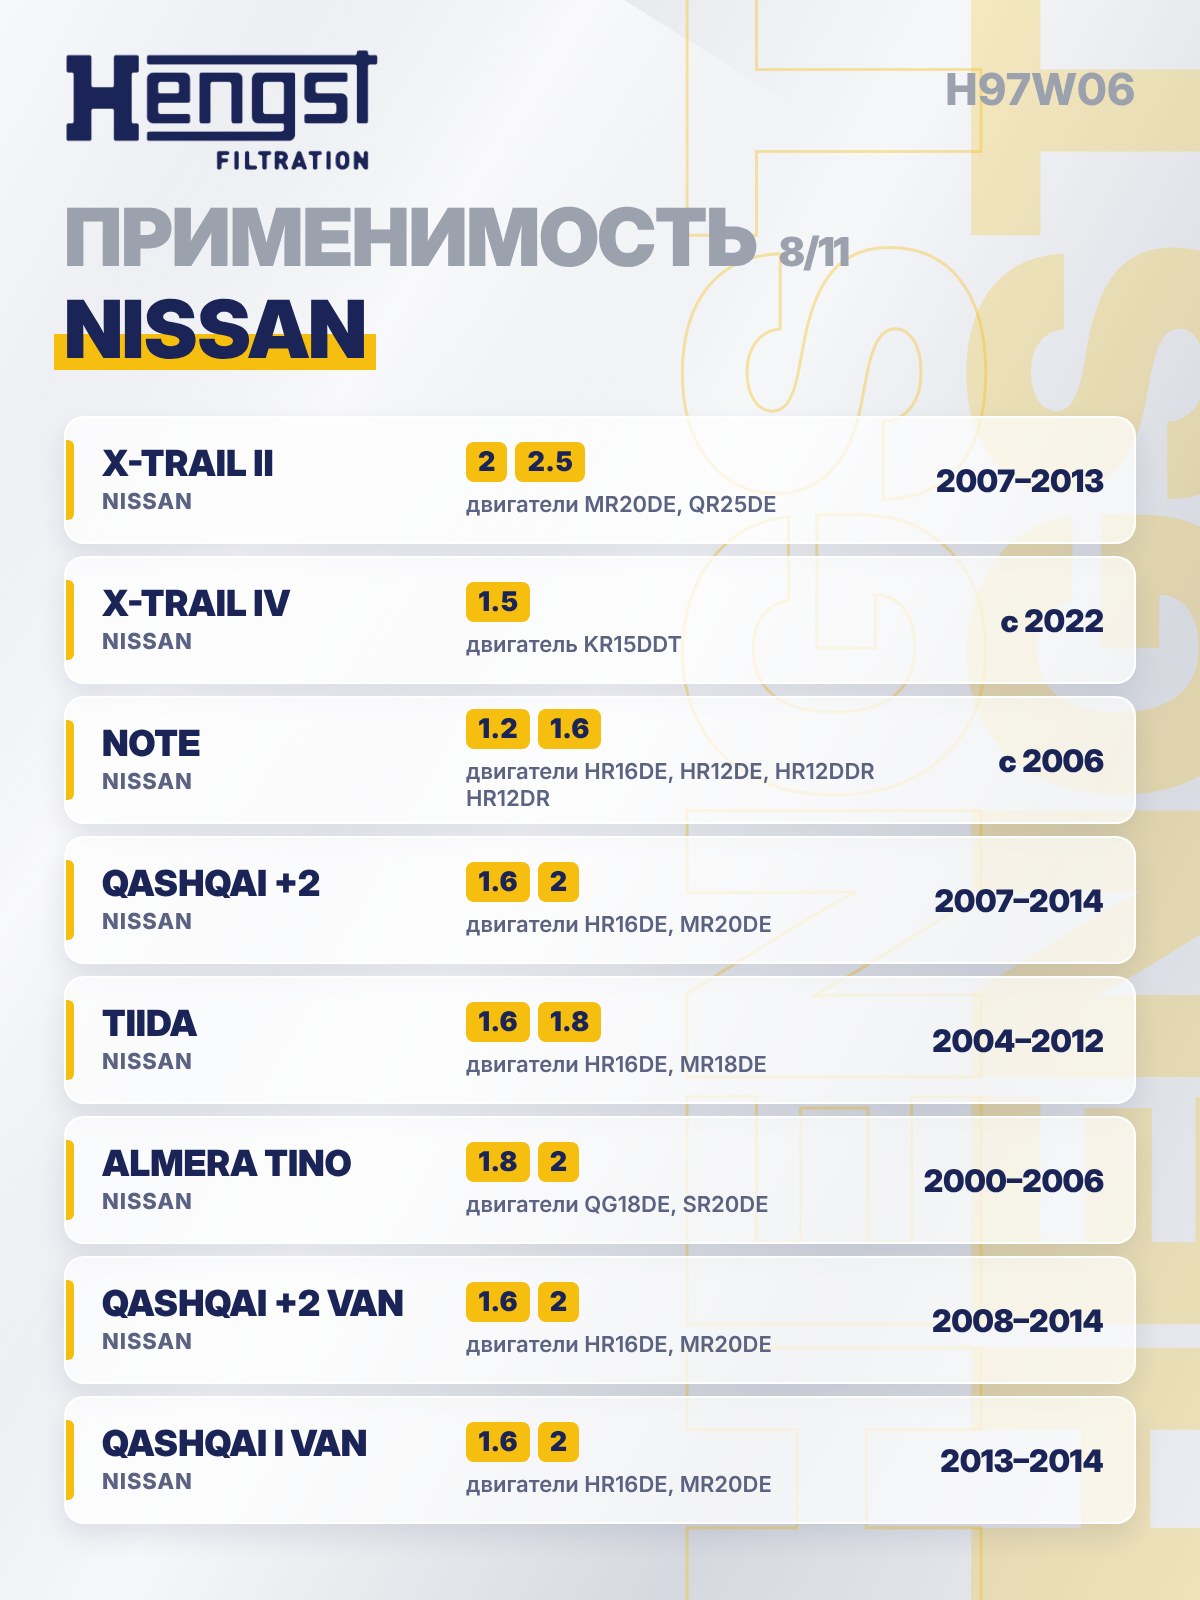 Hengst
FILTRATION
H97W06
ПРИМЕНИМОСТЬ 8/11
NISSAN
X-TRAIL II
NISSAN
2 2.5
двигатели MR20DE, QR25DE
2007–2013
X-TRAIL IV
NISSAN
1.5
двигатель KR15DDT
с 2022
NOTE
NISSAN
1.2 1.6
двигатели HR16DE, HR12DE, HR12DDR
HR12DR
с 2006
QASHQAI +2
NISSAN
1.6 2
двигатели HR16DE, MR20DE
2007–2014
TIIDA
NISSAN
1.6 1.8
двигатели HR16DE, MR18DE
2004–2012
ALMERA TINO
NISSAN
1.8 2
двигатели QG18DE, SR20DE
2000–2006
QASHQAI +2 VAN
NISSAN
1.6 2
двигатели HR16DE, MR20DE
2008–2014
QASHQAI I VAN
NISSAN
1.6 2
двигатели HR16DE, MR20DE
2013–2014
HENGST
HENGST